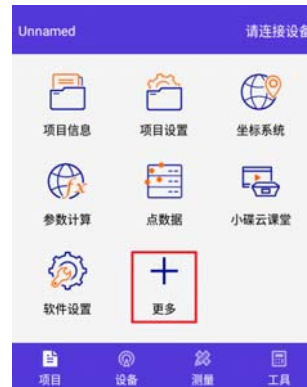 Unnamed 请连接设备
项目信息 项目设置 坐标系统
参数计算 点数据 小碟云课堂
软件设置 更多
项目 设备 测量 工具